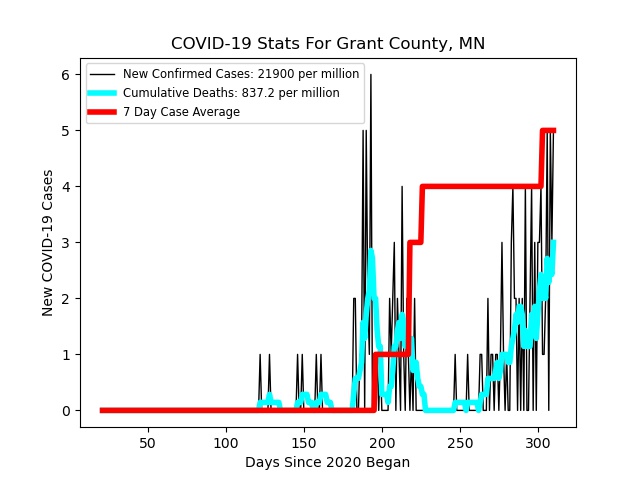 COVID-19 Stats For Grant County, MN
New Confirmed Cases: 21900 per million
Cumulative Deaths: 837.2 per million
7 Day Case Average
New COVID-19 Cases
6
5
4
3
2
1
0
50 100 150 200 250 300
Days Since 2020 Began